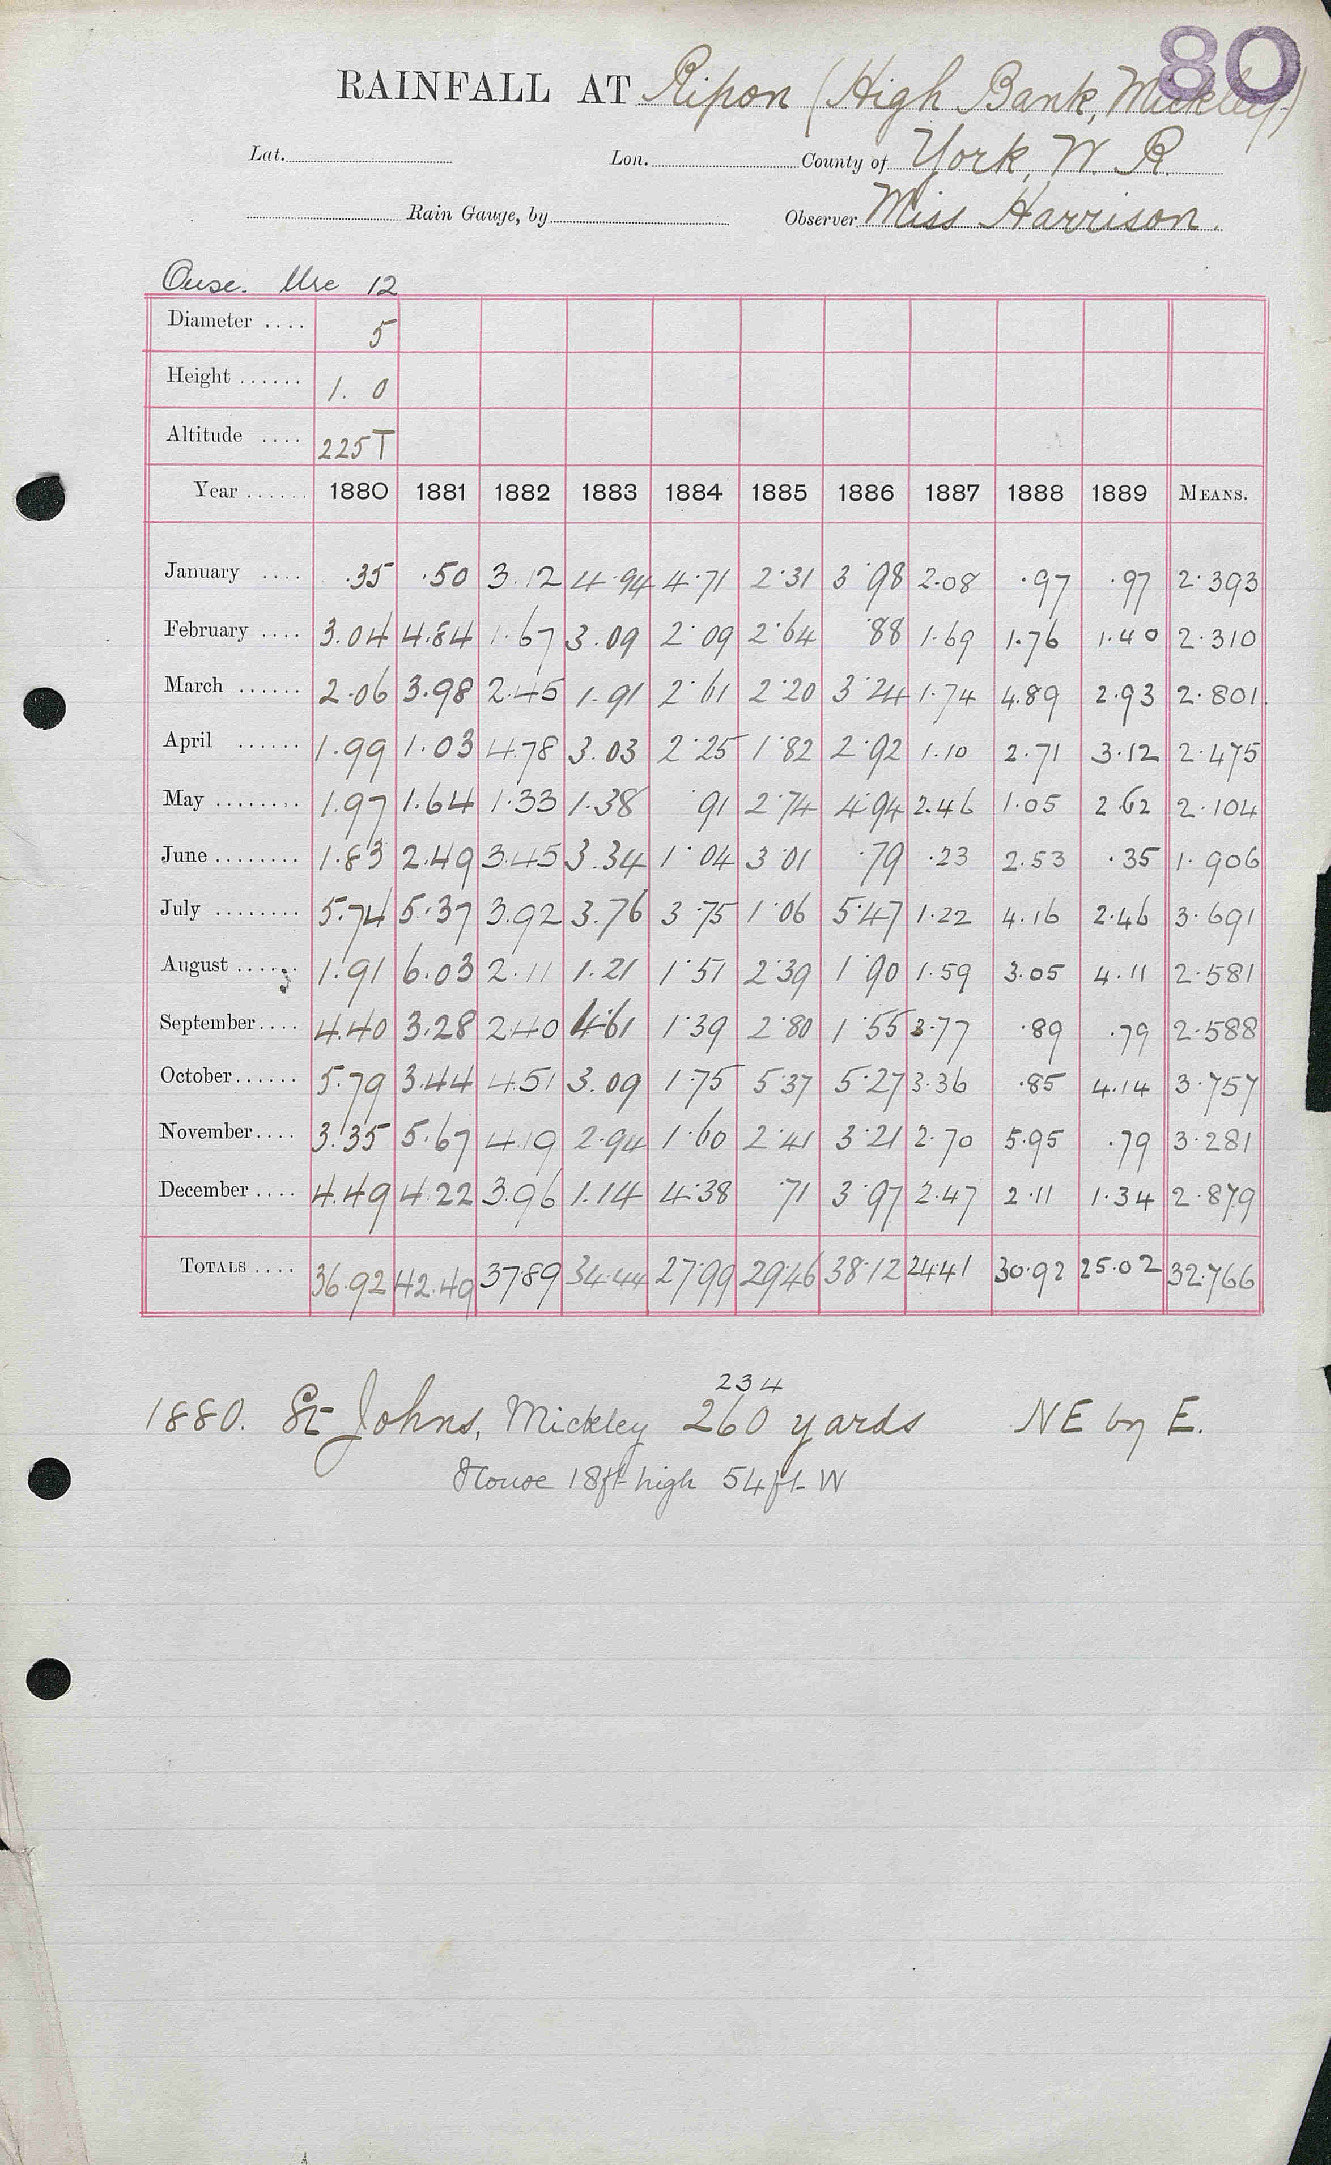 80
RAINFALL AT Ripon (High Bank, Mickley)
Lat. Lon. County of York, W. R.
Rain Gauge, by Observer Miss Harrison.
Ouse. Ure 12
Diameter .... 5
Height ...... 1. 0
Altitude .... 225 T
Year ...... 1880 1881 1882 1883 1884 1885 1886 1887 1888 1889 MEANS.
January .... .35 .50 3.12 4.94 4.71 2.31 3.98 2.08 .97 .97 2.393
February .... 3.04 4.84 1.67 3.09 2.09 2.64 .88 1.69 1.76 1.40 2.310
March ...... 2.06 3.98 2.45 1.91 2.61 2.20 3.24 1.74 4.89 2.93 2.801
April ...... 1.99 1.03 4.78 3.03 2.25 1.82 2.92 1.10 2.71 3.12 2.475
May ........ 1.97 1.64 1.33 1.38 .91 2.74 4.94 2.46 1.05 2.62 2.104
June ........ 1.83 2.49 3.45 3.34 1.04 3.01 .79 .23 2.53 .35 1.906
July ........ 5.74 5.37 3.92 3.76 3.75 1.06 5.47 1.22 4.16 2.46 3.691
August ...... 1.91 6.03 2.11 1.21 1.51 2.39 1.90 1.59 3.05 4.11 2.581
September .... 4.40 3.28 2.40 4.61 1.39 2.80 1.55 3.77 .89 .79 2.588
October ...... 5.79 3.44 4.51 3.09 1.75 5.37 5.27 3.36 .85 4.14 3.757
November .... 3.35 5.67 4.19 2.94 1.60 2.41 3.21 2.70 5.95 .79 3.281
December .... 4.49 4.22 3.96 1.14 4.38 .71 3.97 2.47 2.11 1.34 2.879
TOTALS .... 36.92 42.49 37.89 34.44 27.99 29.46 38.12 24.41 30.92 25.02 32.766
234
1880. St Johns, Mickley 260 yards NE by E.
House 18ft high 54ft W